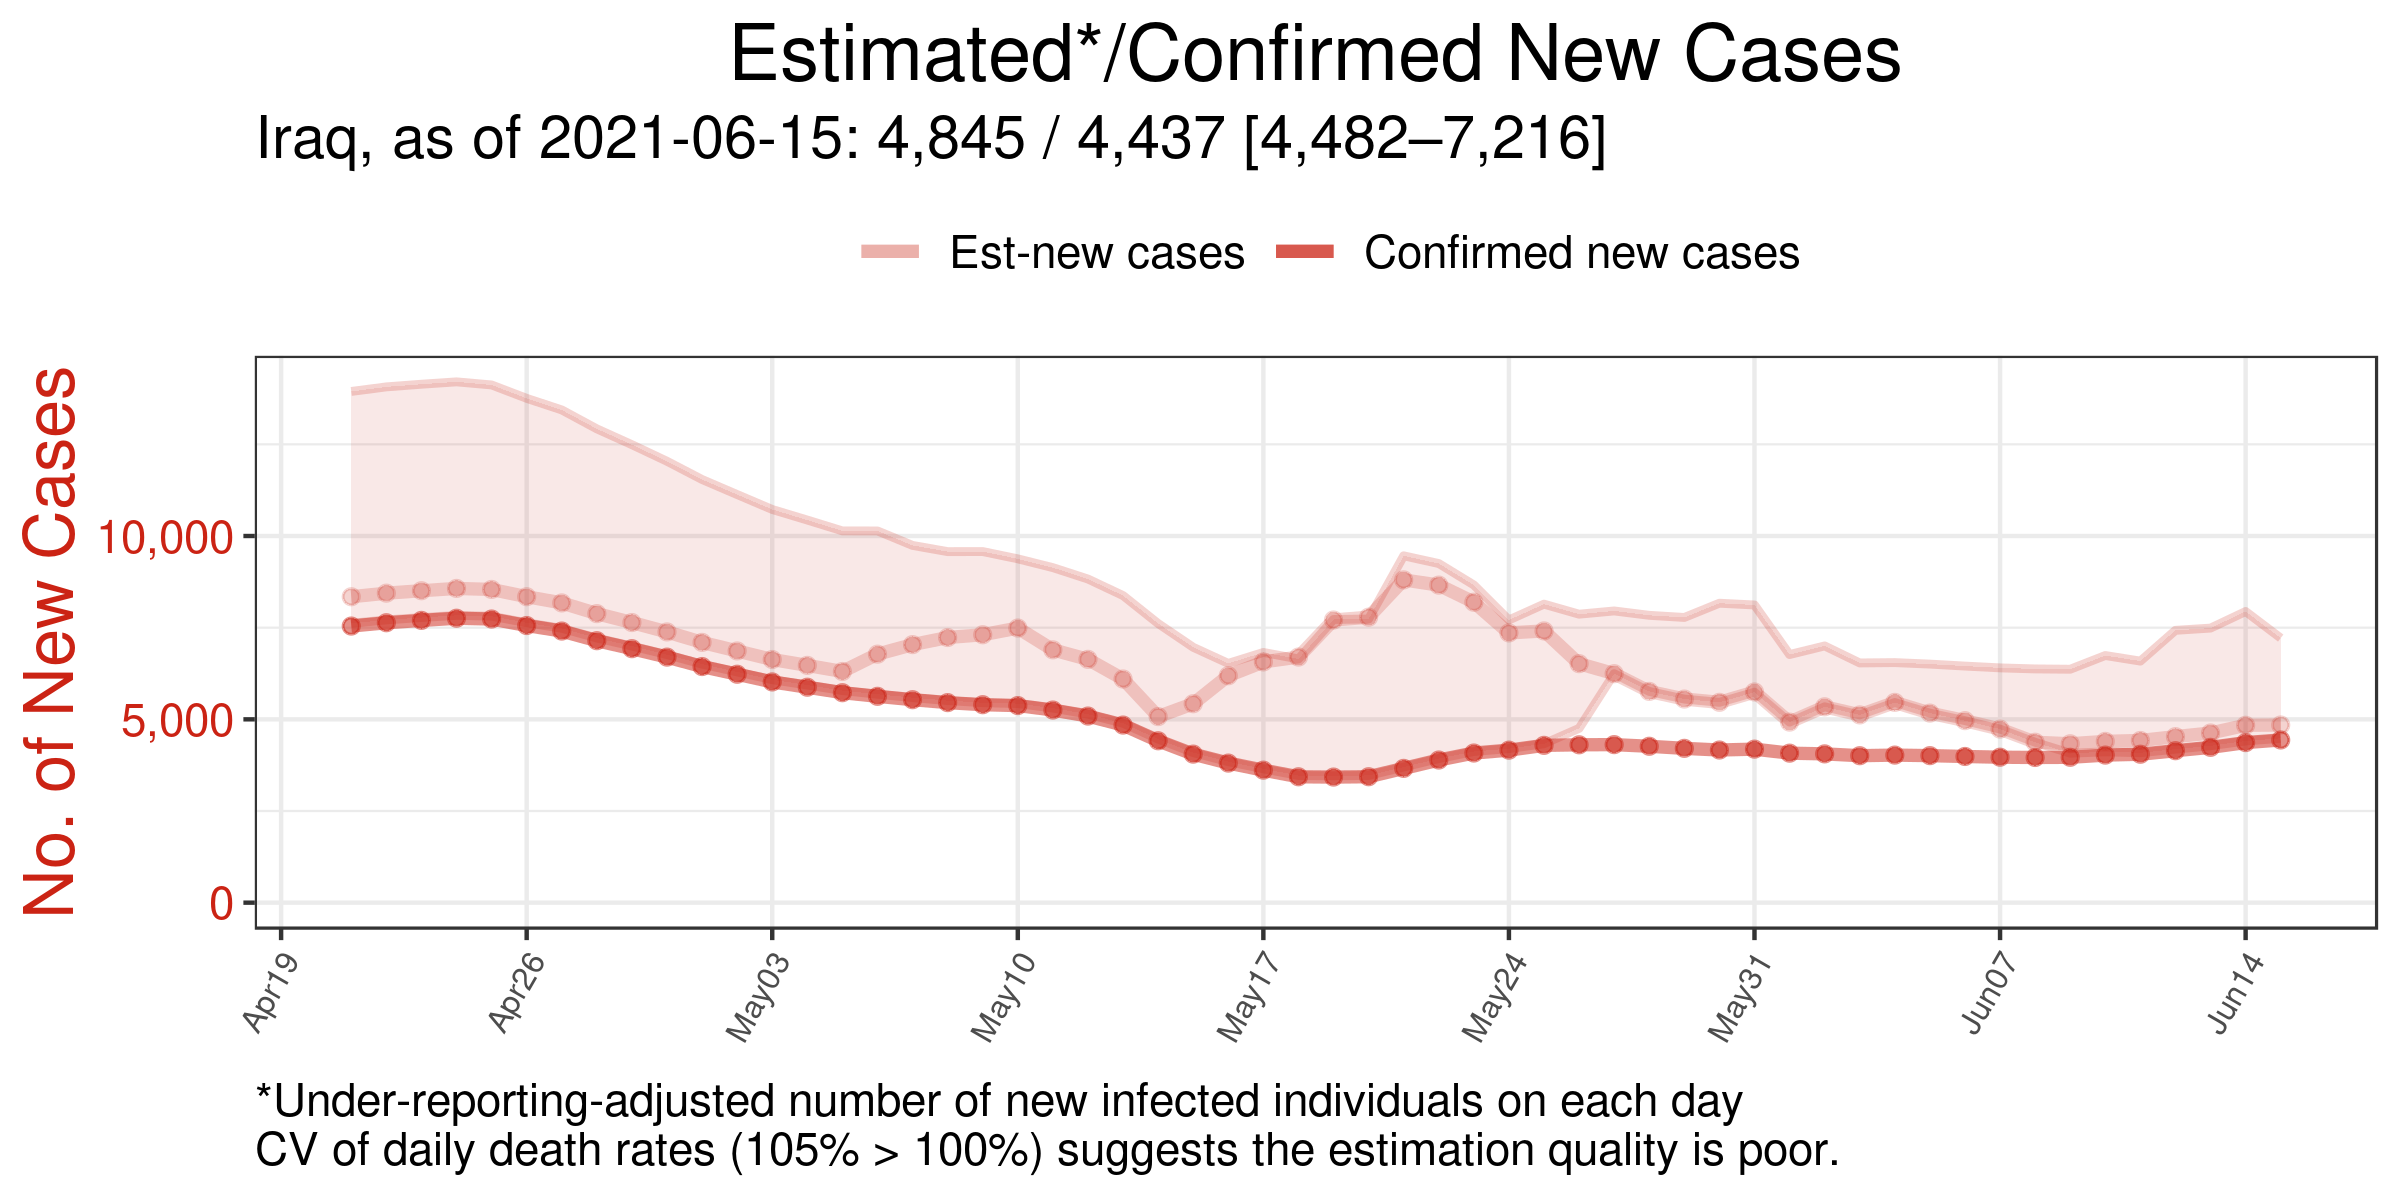 Estimated*/Confirmed New Cases
Iraq, as of 2021-06-15: 4,845 / 4,437 [4,482–7,216]
Est-new cases
Confirmed new cases
No. of New Cases
10,000
5,000
0
Apr19
Apr26
May03
May10
May17
May24
May31
Jun07
Jun14
*Under-reporting-adjusted number of new infected individuals on each day
CV of daily death rates (105% > 100%) suggests the estimation quality is poor.